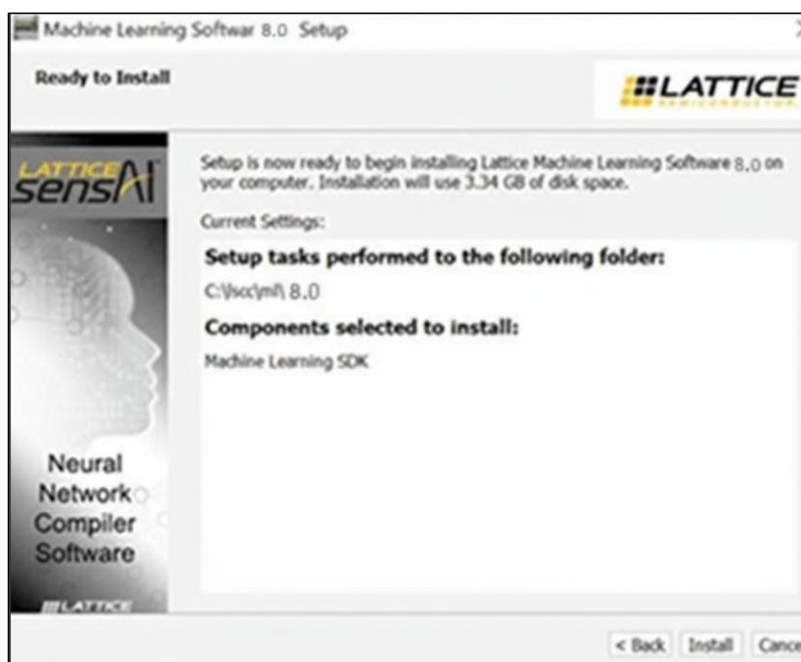 Machine Learning Softwar 8.0 Setup
Ready to Install
LATTICE
SEMICONDUCTOR.
LATTICE
sensAI
Setup is now ready to begin installing Lattice Machine Learning Software 8.0 on
your computer. Installation will use 3.34 GB of disk space.
Current Settings:
Setup tasks performed to the following folder:
C:\lscc\ml\ 8.0
Components selected to install:
Machine Learning SDK
Neural
Network
Compiler
Software
LATTICE
< Back Install Cance